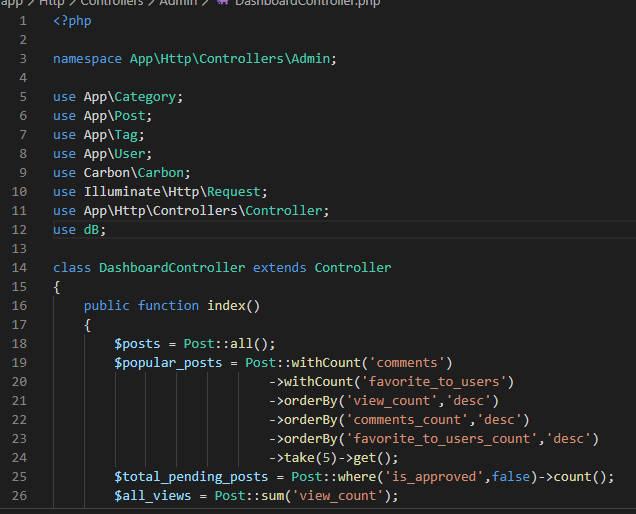 app > Http > Controllers > Admin > DashboardController.php
1 <?php
2
3 namespace App\Http\Controllers\Admin;
4
5 use App\Category;
6 use App\Post;
7 use App\Tag;
8 use App\User;
9 use Carbon\Carbon;
10 use Illuminate\Http\Request;
11 use App\Http\Controllers\Controller;
12 use dB;
13
14 class DashboardController extends Controller
15 {
16     public function index()
17     {
18         $posts = Post::all();
19         $popular_posts = Post::withCount('comments')
20                             ->withCount('favorite_to_users')
21                             ->orderBy('view_count','desc')
22                             ->orderBy('comments_count','desc')
23                             ->orderBy('favorite_to_users_count','desc')
24                             ->take(5)->get();
25         $total_pending_posts = Post::where('is_approved',false)->count();
26         $all_views = Post::sum('view_count');